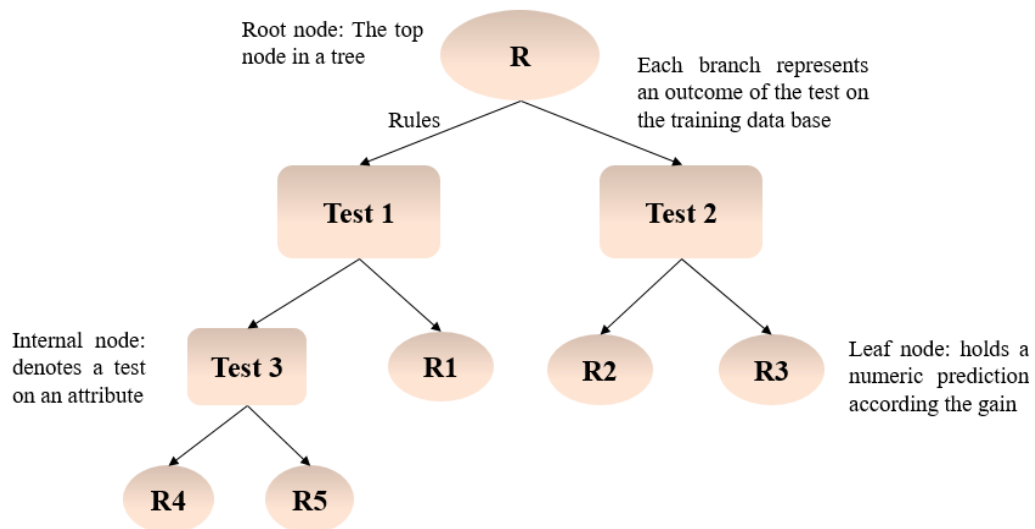 Root node: The top
node in a tree
R
Each branch represents
an outcome of the test on
the training data base
Rules
Test 1
Test 2
Internal node:
denotes a test
on an attribute
Test 3
R1
R2
R3
Leaf node: holds a
numeric prediction
according the gain
R4
R5